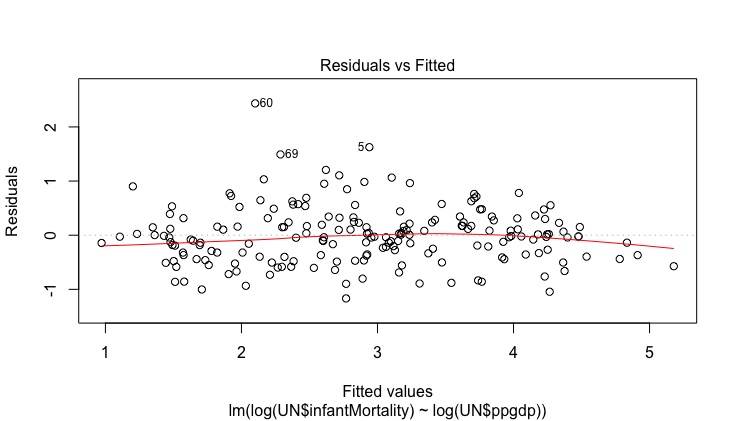 Residuals vs Fitted
Residuals
2
1
0
-1
60
5
69
1 2 3 4 5
Fitted values
lm(log(UN$infantMortality) ~ log(UN$ppgdp))